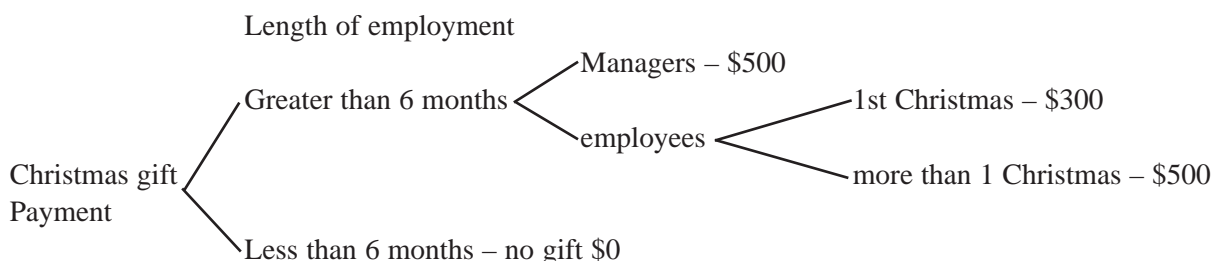 Length of employment
Managers – $500
Greater than 6 months
1st Christmas – $300
employees
Christmas gift
Payment
more than 1 Christmas – $500
Less than 6 months – no gift $0